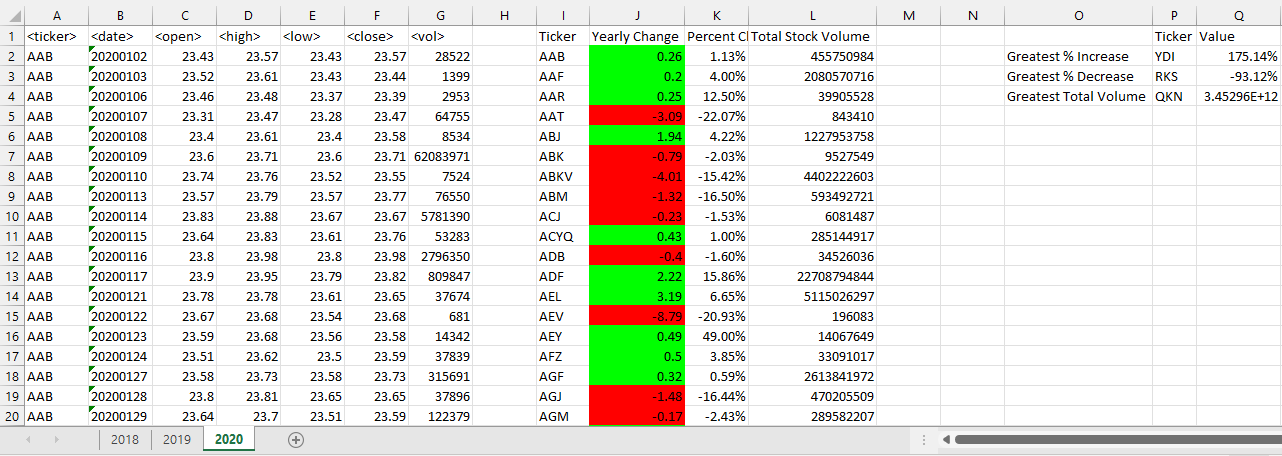 A B C D E F G H I J K L M N O P Q
1 <ticker> <date> <open> <high> <low> <close> <vol> Ticker Yearly Change Percent C Total Stock Volume Ticker Value
2 AAB 20200102 23.43 23.57 23.43 23.57 28522 AAB 0.26 1.13% 455750984 Greatest % Increase YDI 175.14%
3 AAB 20200103 23.52 23.61 23.43 23.44 1399 AAF 0.2 4.00% 2080570716 Greatest % Decrease RKS -93.12%
4 AAB 20200106 23.46 23.48 23.37 23.39 2953 AAR 0.25 12.50% 39905528 Greatest Total Volume QKN 3.45296E+12
5 AAB 20200107 23.31 23.47 23.28 23.47 64755 AAT -3.09 -22.07% 843410
6 AAB 20200108 23.4 23.61 23.4 23.58 8534 ABJ 1.94 4.22% 1227953758
7 AAB 20200109 23.6 23.71 23.6 23.71 62083971 ABK -0.79 -2.03% 9527549
8 AAB 20200110 23.74 23.76 23.52 23.55 7524 ABKV -4.01 -15.42% 4402222603
9 AAB 20200113 23.57 23.79 23.57 23.77 76550 ABM -1.32 -16.50% 593492721
10 AAB 20200114 23.83 23.88 23.67 23.67 5781390 ACJ -0.23 -1.53% 6081487
11 AAB 20200115 23.64 23.83 23.61 23.76 53283 ACYQ 0.43 1.00% 285144917
12 AAB 20200116 23.8 23.98 23.8 23.98 2796350 ADB -0.4 -1.60% 34526036
13 AAB 20200117 23.9 23.95 23.79 23.82 809847 ADF 2.22 15.86% 22708794844
14 AAB 20200121 23.78 23.78 23.61 23.65 37674 AEL 3.19 6.65% 5115026297
15 AAB 20200122 23.67 23.68 23.54 23.68 681 AEV -8.79 -20.93% 196083
16 AAB 20200123 23.59 23.68 23.56 23.58 14342 AEY 0.49 49.00% 14067649
17 AAB 20200124 23.51 23.62 23.5 23.59 37839 AFZ 0.5 3.85% 33091017
18 AAB 20200127 23.58 23.73 23.58 23.73 315691 AGF 0.32 0.59% 2613841972
19 AAB 20200128 23.8 23.81 23.65 23.65 37896 AGJ -1.48 -16.44% 470205509
20 AAB 20200129 23.64 23.7 23.51 23.59 122379 AGM -0.17 -2.43% 289582207
2018 2019 2020